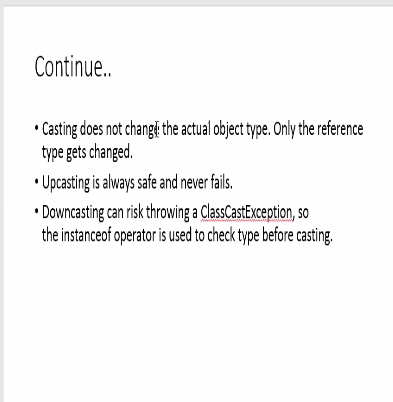 Continue..
• Casting does not change the actual object type. Only the reference
type gets changed.
• Upcasting is always safe and never fails.
• Downcasting can risk throwing a ClassCastException, so
the instanceof operator is used to check type before casting.